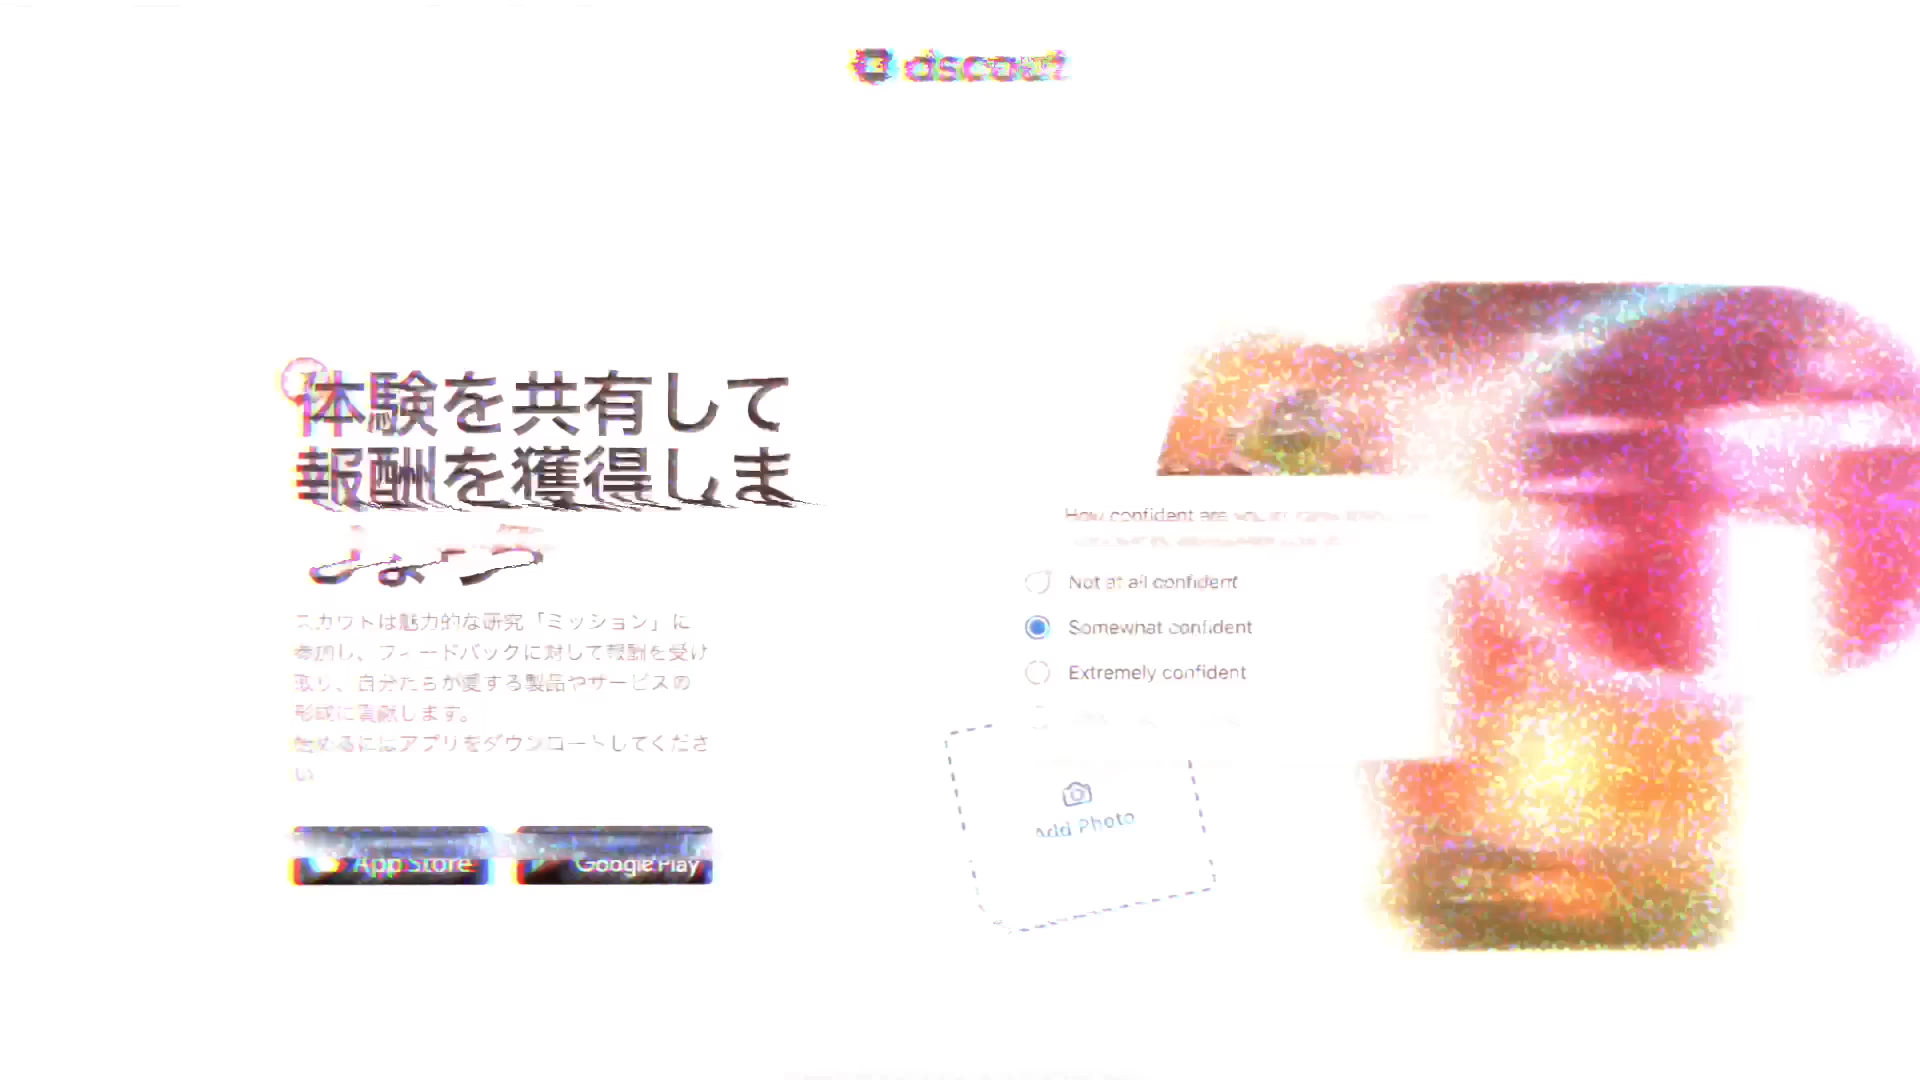 dscout
体験を共有して
報酬を獲得しま
しょう
スカウトは魅力的な研究「ミッション」に
参加し、フィードバックに対して報酬を受け
取り、自分たちが愛する製品やサービスの
形成に貢献します。
始めるにはアプリをダウンロードしてくださ
い
App Store
Google Play
How confident are you
Not at all confident
Somewhat confident
Extremely confident
Add Photo